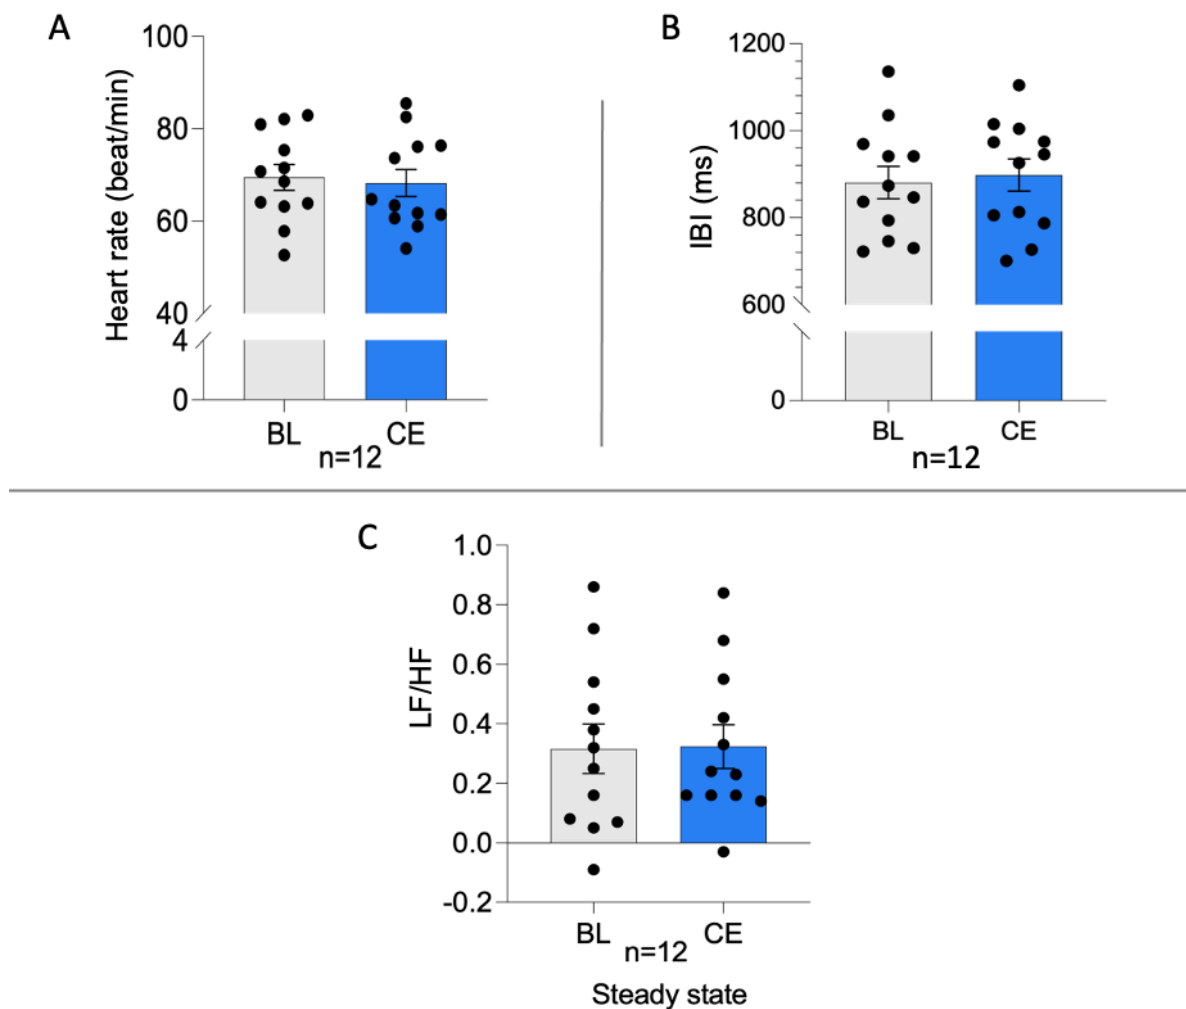 A
Heart rate (beat/min)
100
80
60
40
4
0
BL CE
n=12
B
IBI (ms)
1200
1000
800
600
0
BL CE
n=12
C
LF/HF
1.0
0.8
0.6
0.4
0.2
0.0
-0.2
BL CE
n=12
Steady state